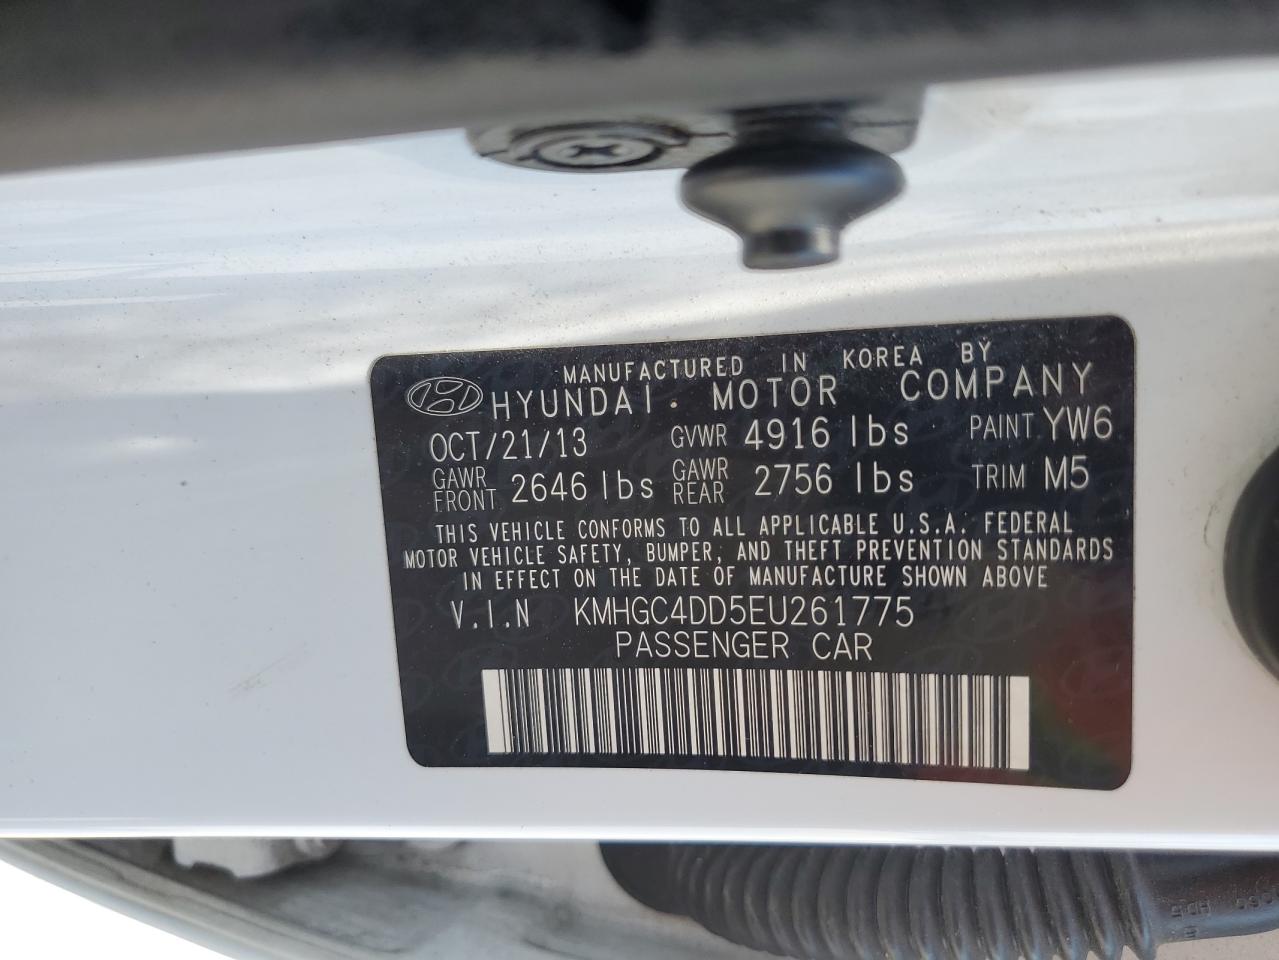 MANUFACTURED IN KOREA BY
HYUNDAI MOTOR COMPANY
OCT/21/13 GVWR 4916 lbs PAINT YW6
GAWR FRONT 2646 lbs GAWR REAR 2756 lbs TRIM M5
THIS VEHICLE CONFORMS TO ALL APPLICABLE U.S.A. FEDERAL
MOTOR VEHICLE SAFETY, BUMPER, AND THEFT PREVENTION STANDARDS
IN EFFECT ON THE DATE OF MANUFACTURE SHOWN ABOVE
V.I.N KMHGC4DD5EU261775
PASSENGER CAR